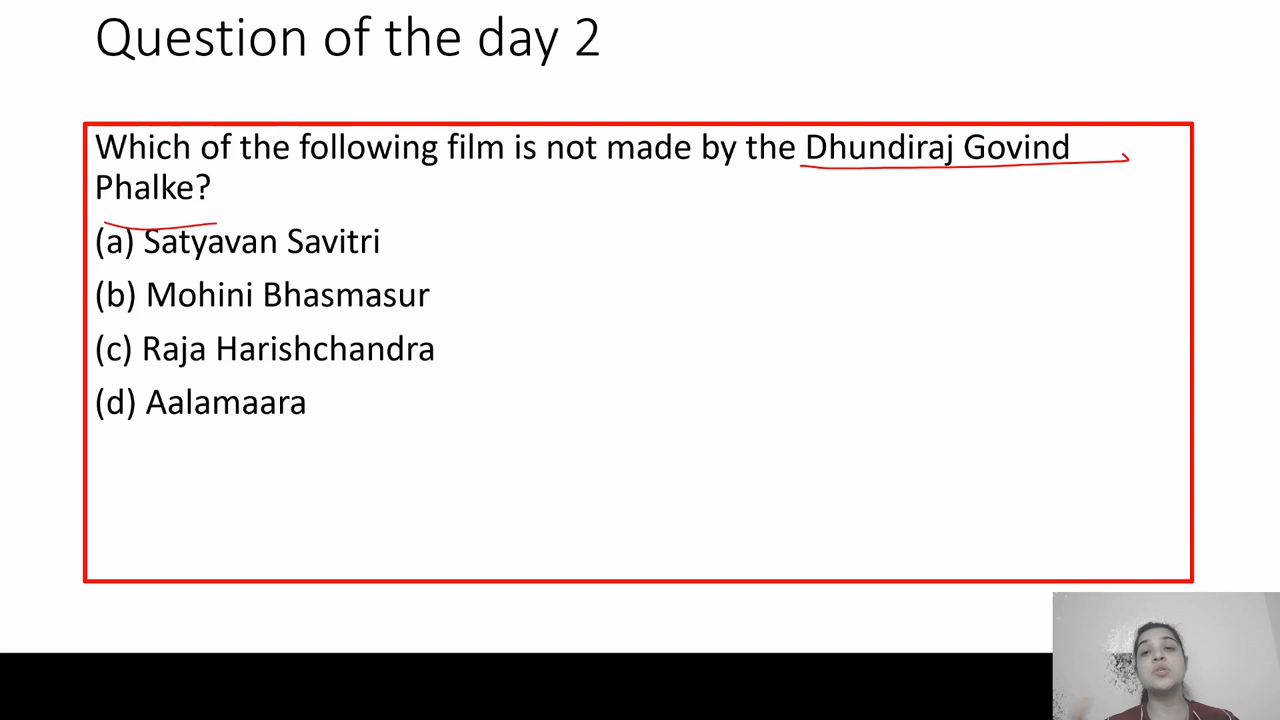 Question of the day 2
Which of the following film is not made by the Dhundiraj Govind
Phalke?
(a) Satyavan Savitri
(b) Mohini Bhasmasur
(c) Raja Harishchandra
(d) Aalamaara